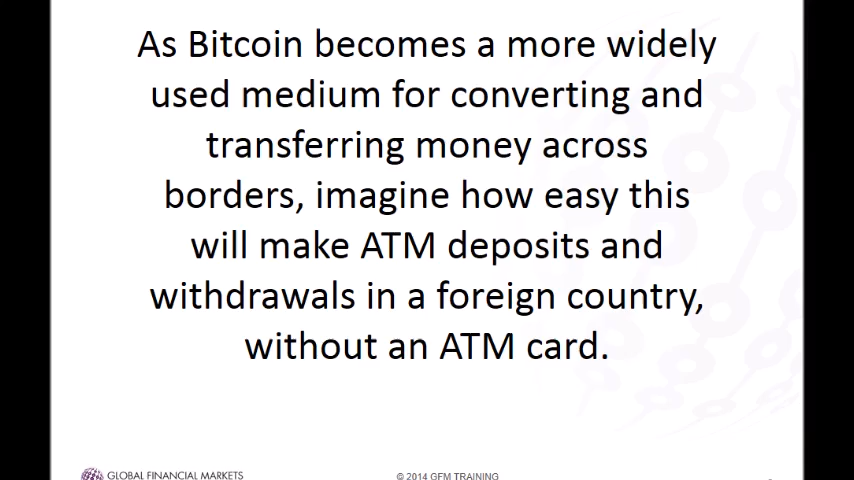 As Bitcoin becomes a more widely
used medium for converting and
transferring money across
borders, imagine how easy this
will make ATM deposits and
withdrawals in a foreign country,
without an ATM card.
GLOBAL FINANCIAL MARKETS
© 2014 GFM TRAINING